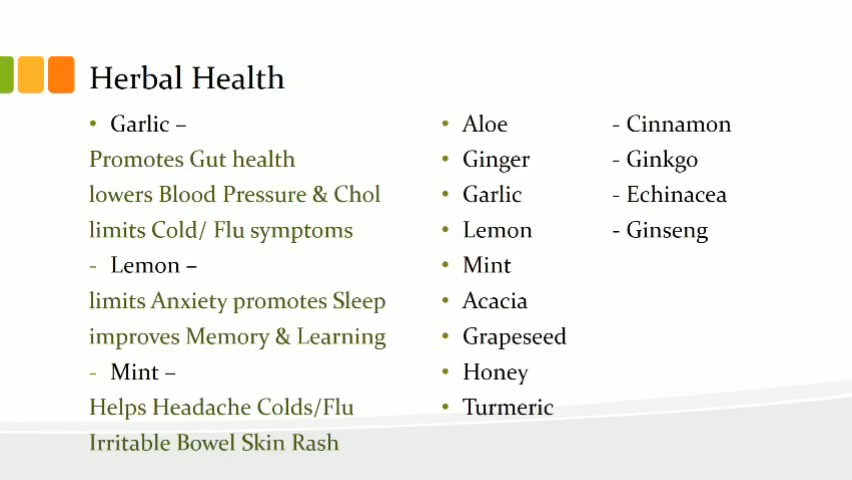 Herbal Health
• Garlic –
Promotes Gut health
lowers Blood Pressure & Chol
limits Cold/ Flu symptoms
- Lemon –
limits Anxiety promotes Sleep
improves Memory & Learning
- Mint –
Helps Headache Colds/Flu
Irritable Bowel Skin Rash
• Aloe - Cinnamon
• Ginger - Ginkgo
• Garlic - Echinacea
• Lemon - Ginseng
• Mint
• Acacia
• Grapeseed
• Honey
• Turmeric